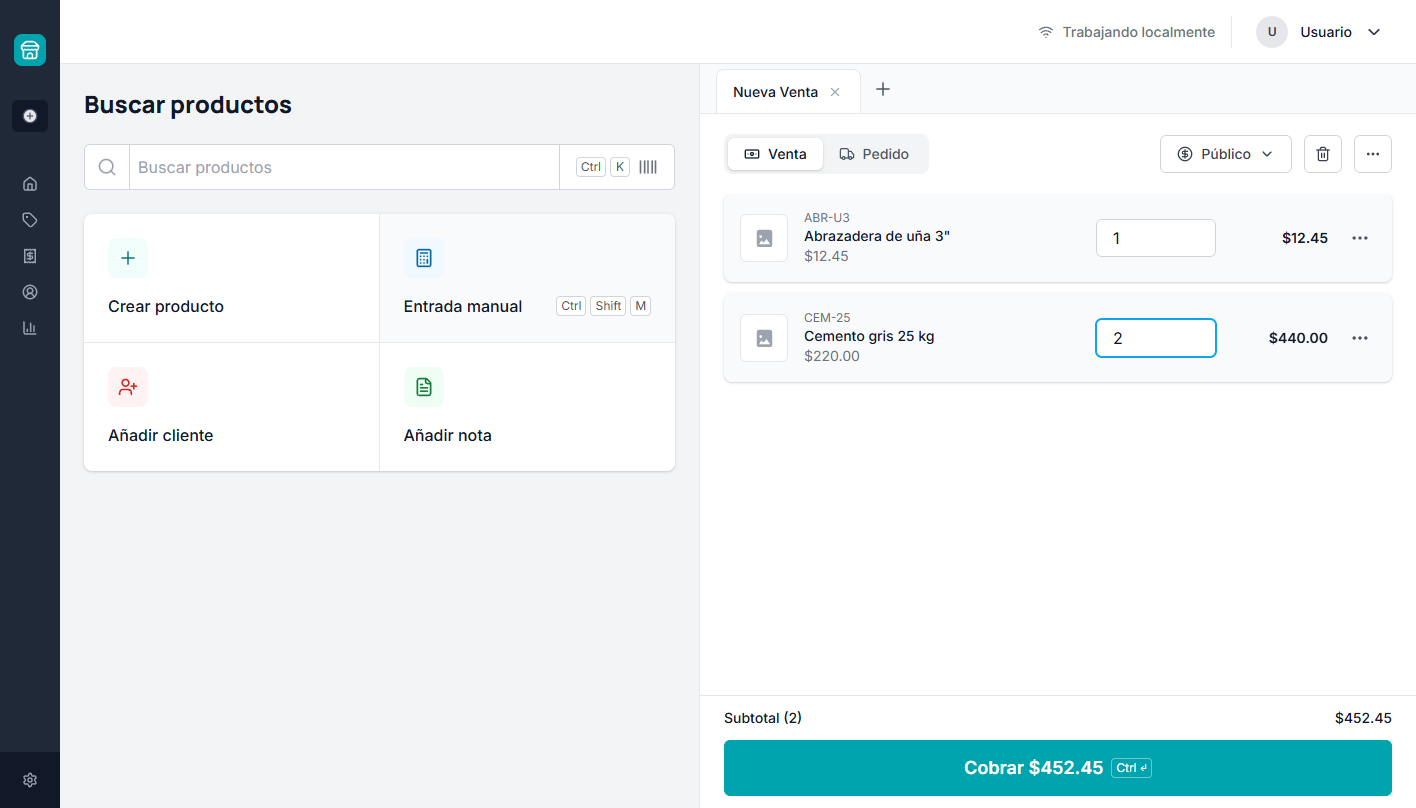 Trabajando localmente
U
Usuario
Buscar productos
Buscar productos
Ctrl K
Crear producto
Entrada manual
Ctrl Shift M
Añadir cliente
Añadir nota
Nueva Venta
Venta
Pedido
Público
ABR-U3
Abrazadera de uña 3"
$12.45
1
$12.45
CEM-25
Cemento gris 25 kg
$220.00
2
$440.00
Subtotal (2)
$452.45
Cobrar $452.45 Ctrl ↵